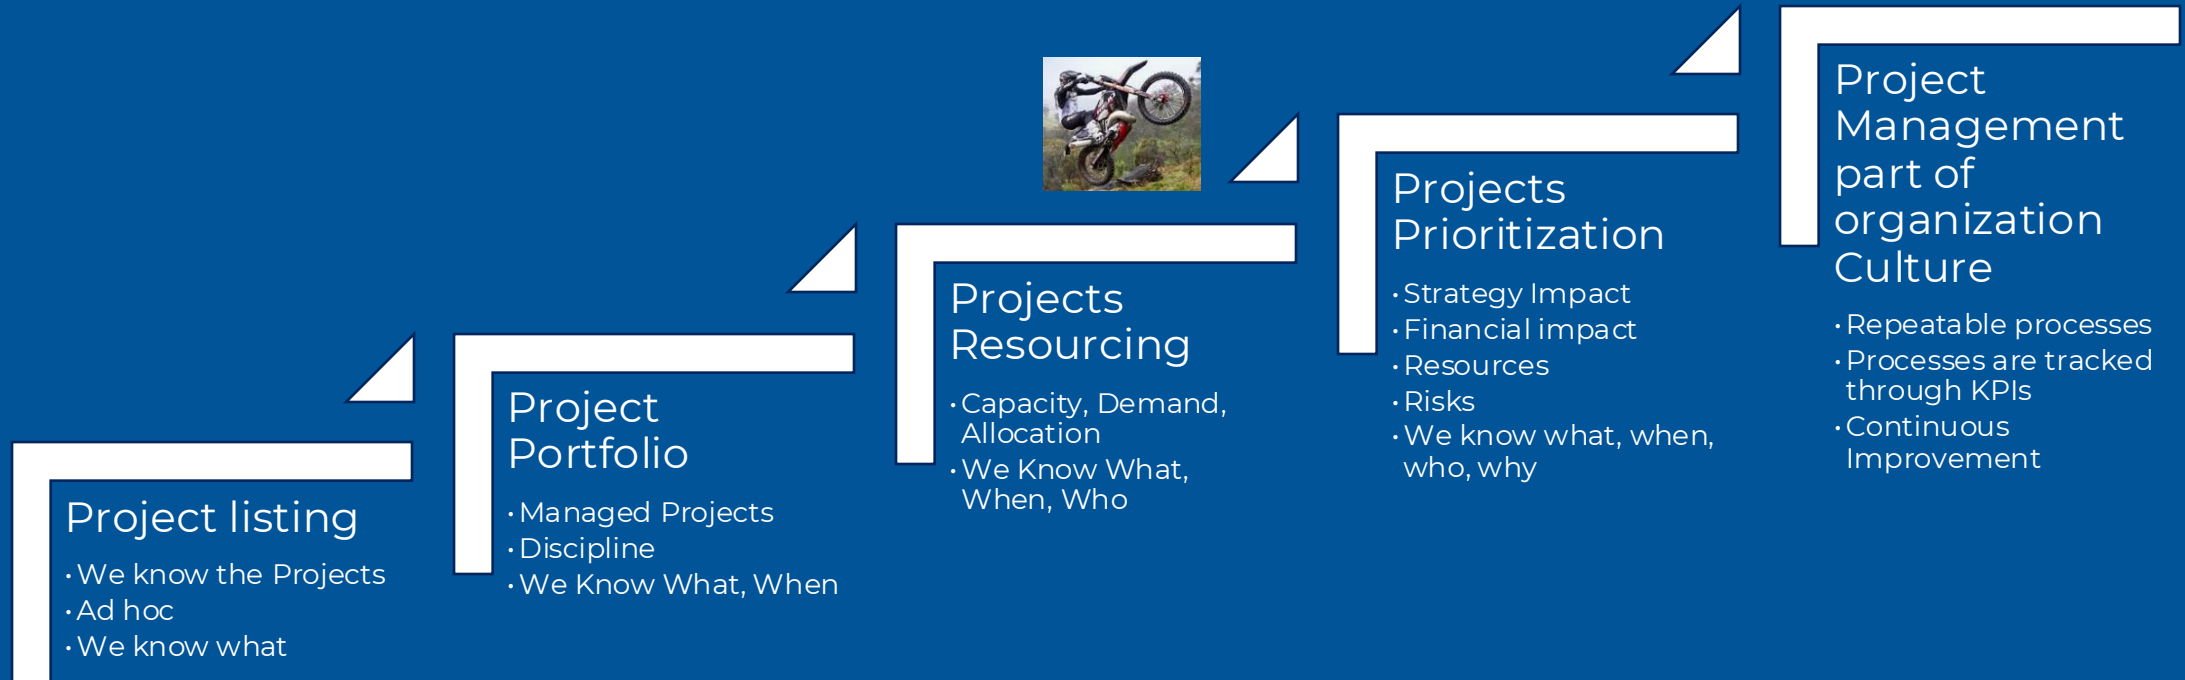 Project listing
• We know the Projects
• Ad hoc
• We know what
Project
Portfolio
• Managed Projects
• Discipline
• We Know What, When
Projects
Resourcing
• Capacity, Demand,
Allocation
• We Know What,
When, Who
Projects
Prioritization
• Strategy Impact
• Financial impact
• Resources
• Risks
• We know what, when,
who, why
Project
Management
part of
organization
Culture
• Repeatable processes
• Processes are tracked
through KPIs
• Continuous
Improvement